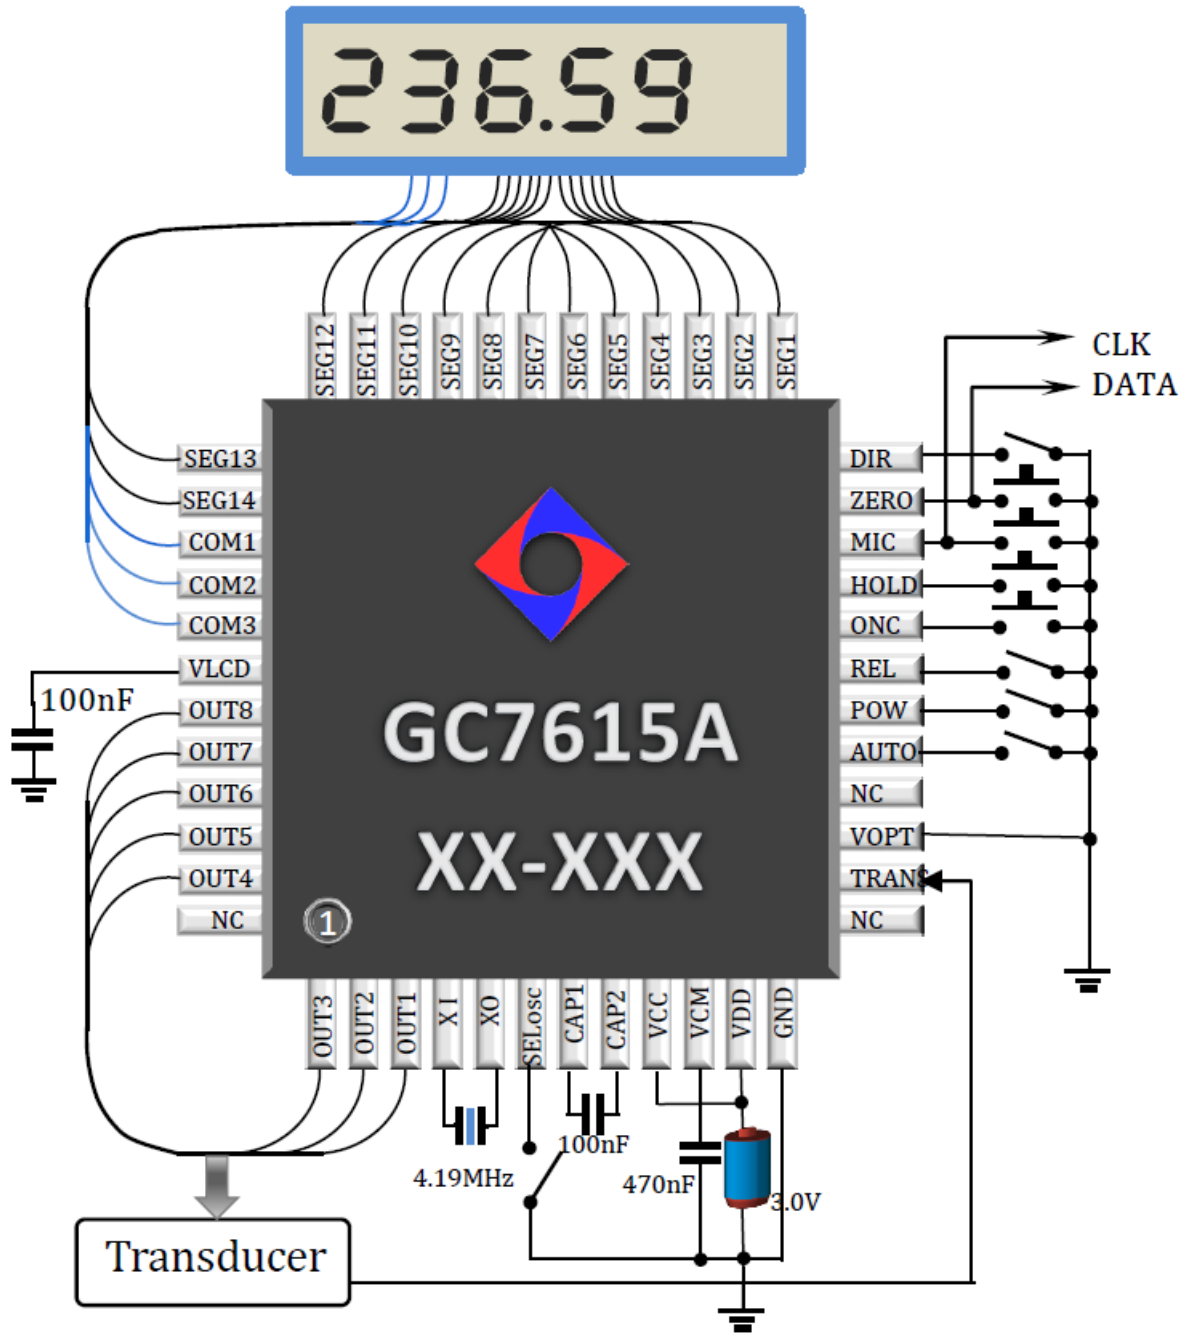 236.59
SEG12
SEG11
SEG10
SEG9
SEG8
SEG7
SEG6
SEG5
SEG4
SEG3
SEG2
SEG1
CLK
DATA
SEG13
SEG14
COM1
COM2
COM3
VLCD
100nF
OUT8
OUT7
OUT6
OUT5
OUT4
NC
DIR
ZERO
MIC
HOLD
ONC
REL
POW
AUTO
NC
VOPT
TRANS
NC
GC7615A
XX-XXX
1
OUT3
OUT2
OUT1
XI
XO
SELosc
CAP1
CAP2
VCC
VCM
VDD
GND
4.19MHz
100nF
470nF
3.0V
Transducer